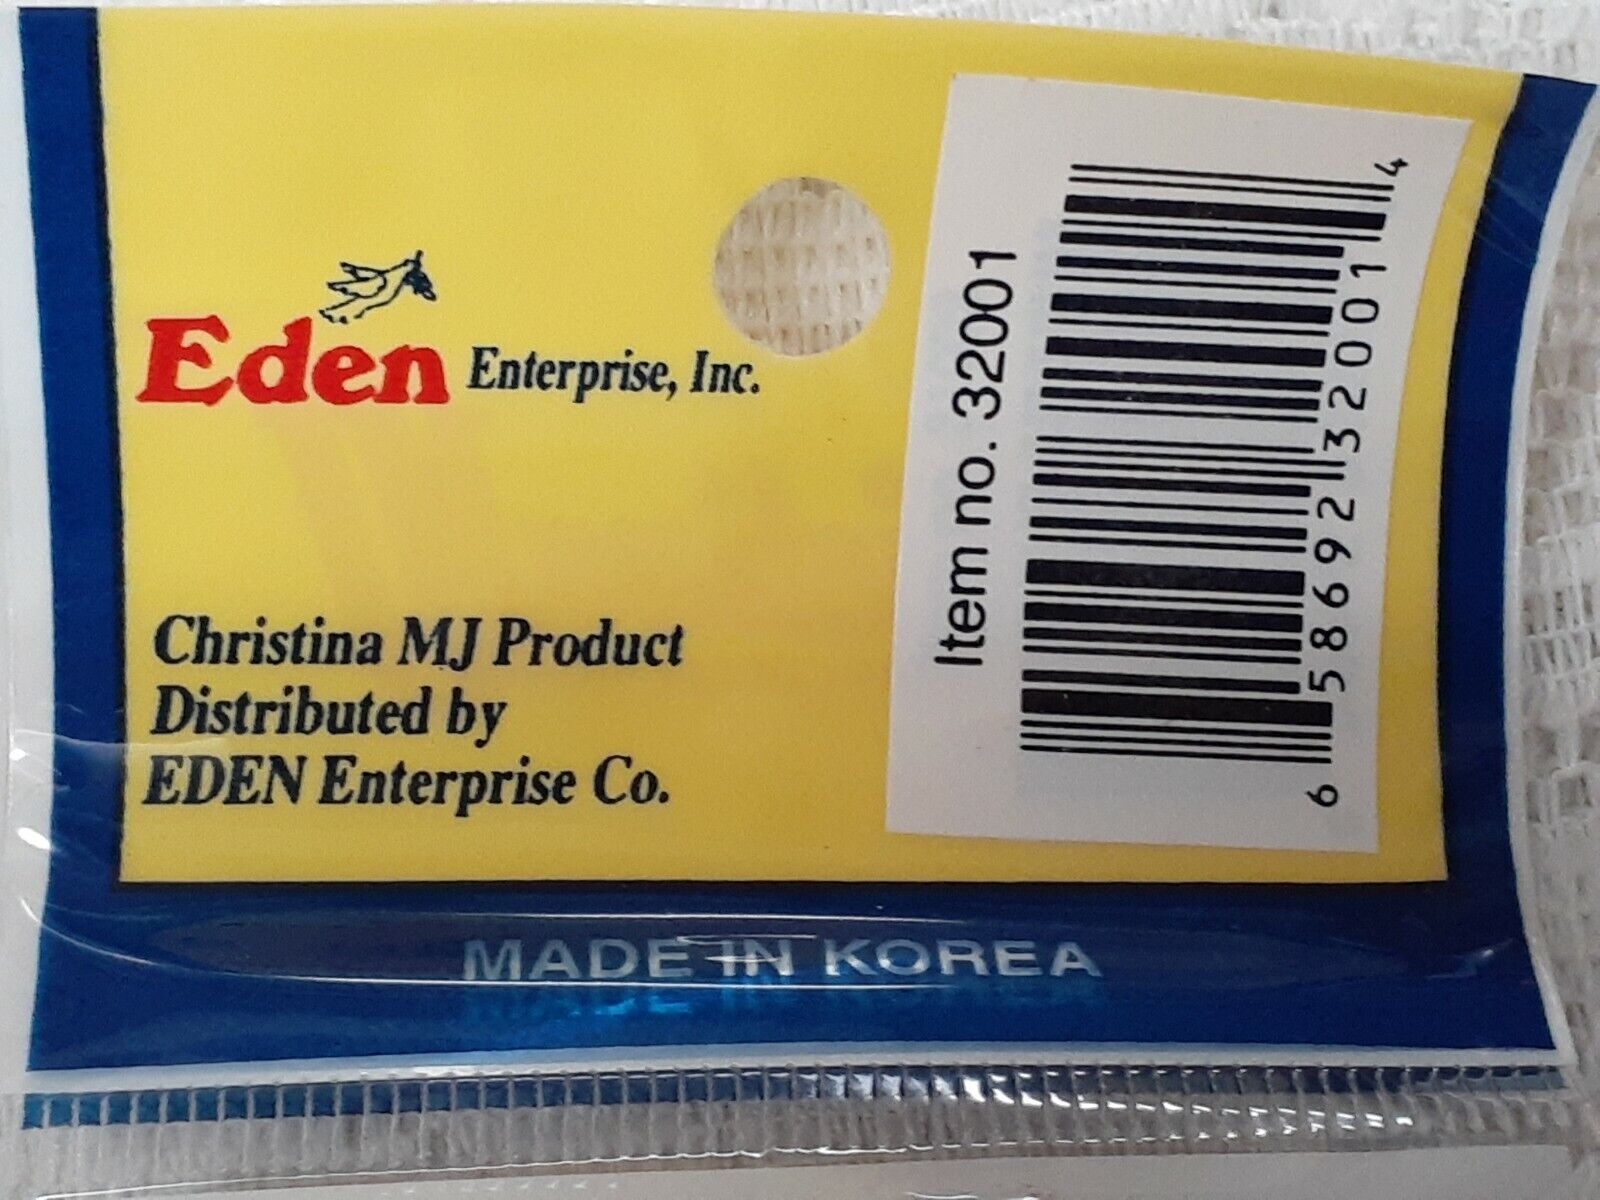 Eden Enterprise, Inc.
Christina MJ Product
Distributed by
EDEN Enterprise Co.
Item no. 32001
6 58692 32001 4
MADE IN KOREA